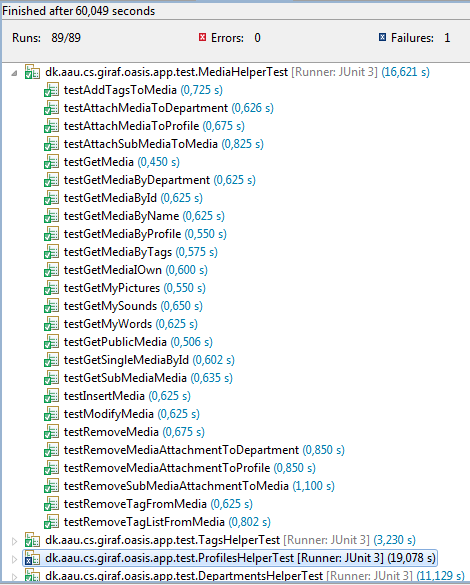 Finished after 60,049 seconds
Runs: 89/89 Errors: 0 Failures: 1
dk.aau.cs.giraf.oasis.app.test.MediaHelperTest [Runner: JUnit 3] (16,621 s)
testAddTagsToMedia (0,725 s)
testAttachMediaToDepartment (0,626 s)
testAttachMediaToProfile (0,675 s)
testAttachSubMediaToMedia (0,825 s)
testGetMedia (0,450 s)
testGetMediaByDepartment (0,625 s)
testGetMediaById (0,625 s)
testGetMediaByName (0,625 s)
testGetMediaByProfile (0,550 s)
testGetMediaByTags (0,575 s)
testGetMediaIOwn (0,600 s)
testGetMyPictures (0,550 s)
testGetMySounds (0,650 s)
testGetMyWords (0,625 s)
testGetPublicMedia (0,506 s)
testGetSingleMediaById (0,602 s)
testGetSubMediaMedia (0,635 s)
testInsertMedia (0,625 s)
testModifyMedia (0,625 s)
testRemoveMedia (0,675 s)
testRemoveMediaAttachmentToDepartment (0,850 s)
testRemoveMediaAttachmentToProfile (0,850 s)
testRemoveSubMediaAttachmentToMedia (1,100 s)
testRemoveTagFromMedia (0,625 s)
testRemoveTagListFromMedia (0,802 s)
dk.aau.cs.giraf.oasis.app.test.TagsHelperTest [Runner: JUnit 3] (3,230 s)
dk.aau.cs.giraf.oasis.app.test.ProfilesHelperTest [Runner: JUnit 3] (19,078 s)
dk.aau.cs.giraf.oasis.app.test.DepartmentsHelperTest [Runner: JUnit 3] (11,129 s)